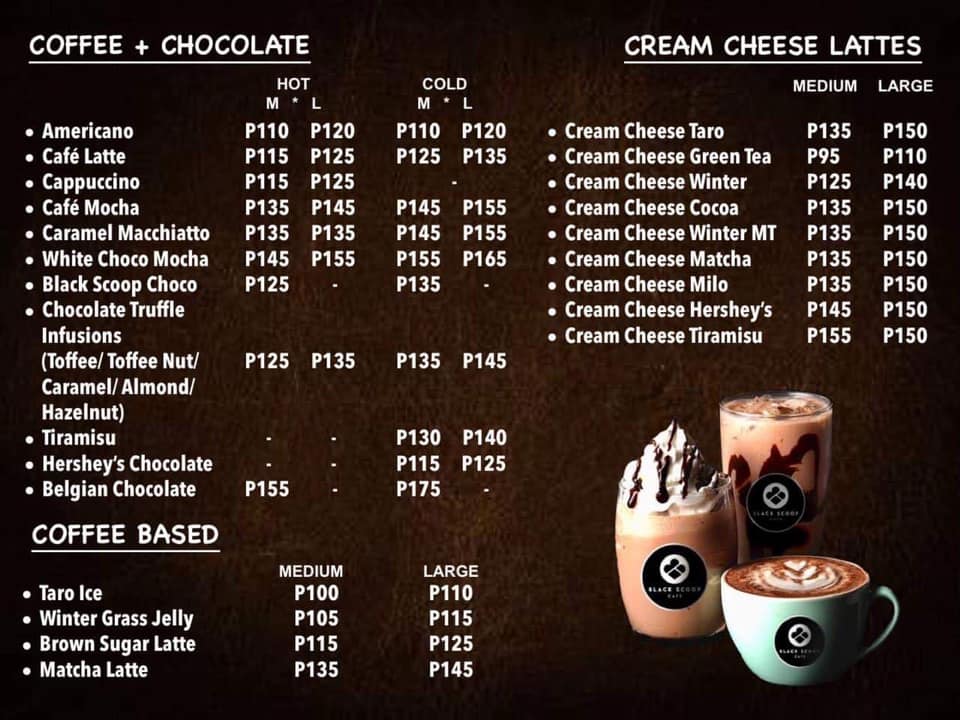 COFFEE + CHOCOLATE
HOT COLD
M * L M * L
• Americano P110 P120 P110 P120
• Café Latte P115 P125 P125 P135
• Cappuccino P115 P125 -
• Café Mocha P135 P145 P145 P155
• Caramel Macchiatto P135 P135 P145 P155
• White Choco Mocha P145 P155 P155 P165
• Black Scoop Choco P125 - P135 -
• Chocolate Truffle
Infusions
(Toffee/ Toffee Nut/ P125 P135 P135 P145
Caramel/ Almond/
Hazelnut)
• Tiramisu - - P130 P140
• Hershey's Chocolate - - P115 P125
• Belgian Chocolate P155 - P175 -
COFFEE BASED
MEDIUM LARGE
• Taro Ice P100 P110
• Winter Grass Jelly P105 P115
• Brown Sugar Latte P115 P125
• Matcha Latte P135 P145
CREAM CHEESE LATTES
MEDIUM LARGE
• Cream Cheese Taro P135 P150
• Cream Cheese Green Tea P95 P110
• Cream Cheese Winter P125 P140
• Cream Cheese Cocoa P135 P150
• Cream Cheese Winter MT P135 P150
• Cream Cheese Matcha P135 P150
• Cream Cheese Milo P135 P150
• Cream Cheese Hershey's P145 P150
• Cream Cheese Tiramisu P155 P150
BLACK SCOOP
CAFE
BLACK SCOOP
CAFE
BLACK SCOOP
CAFE